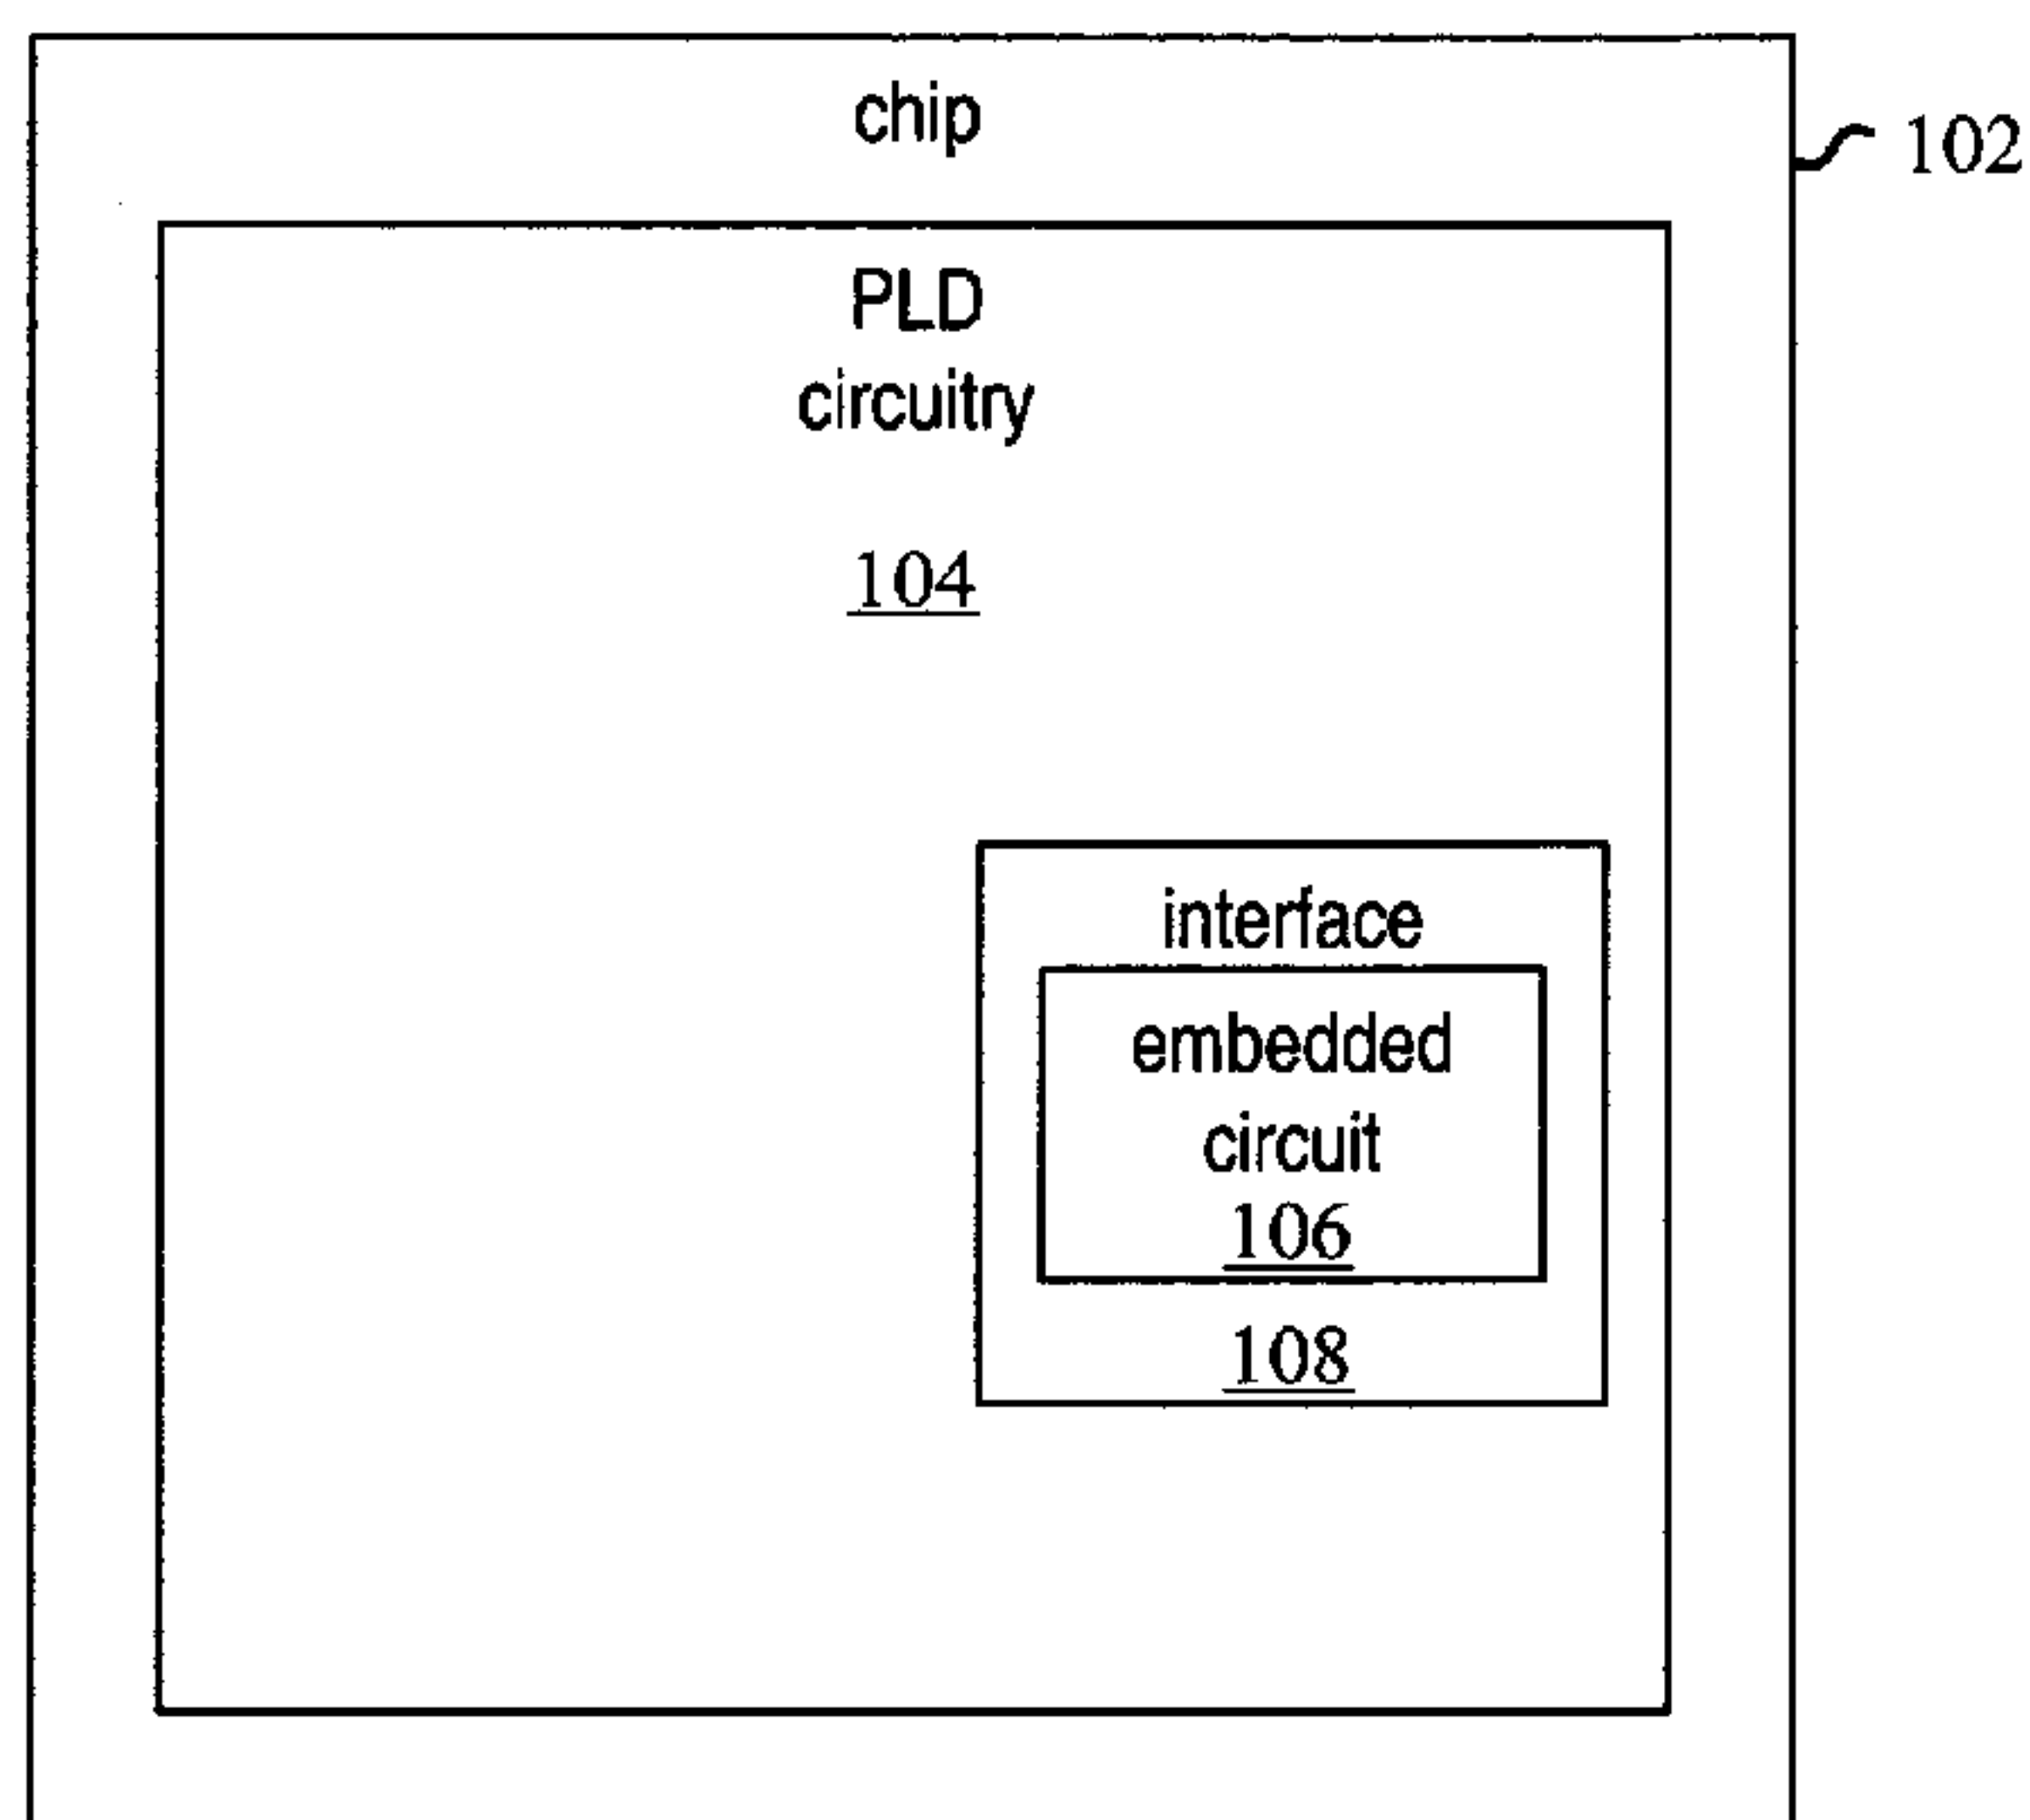 chip
102
PLD
circuitry
104
interface
embedded
circuit
106
108